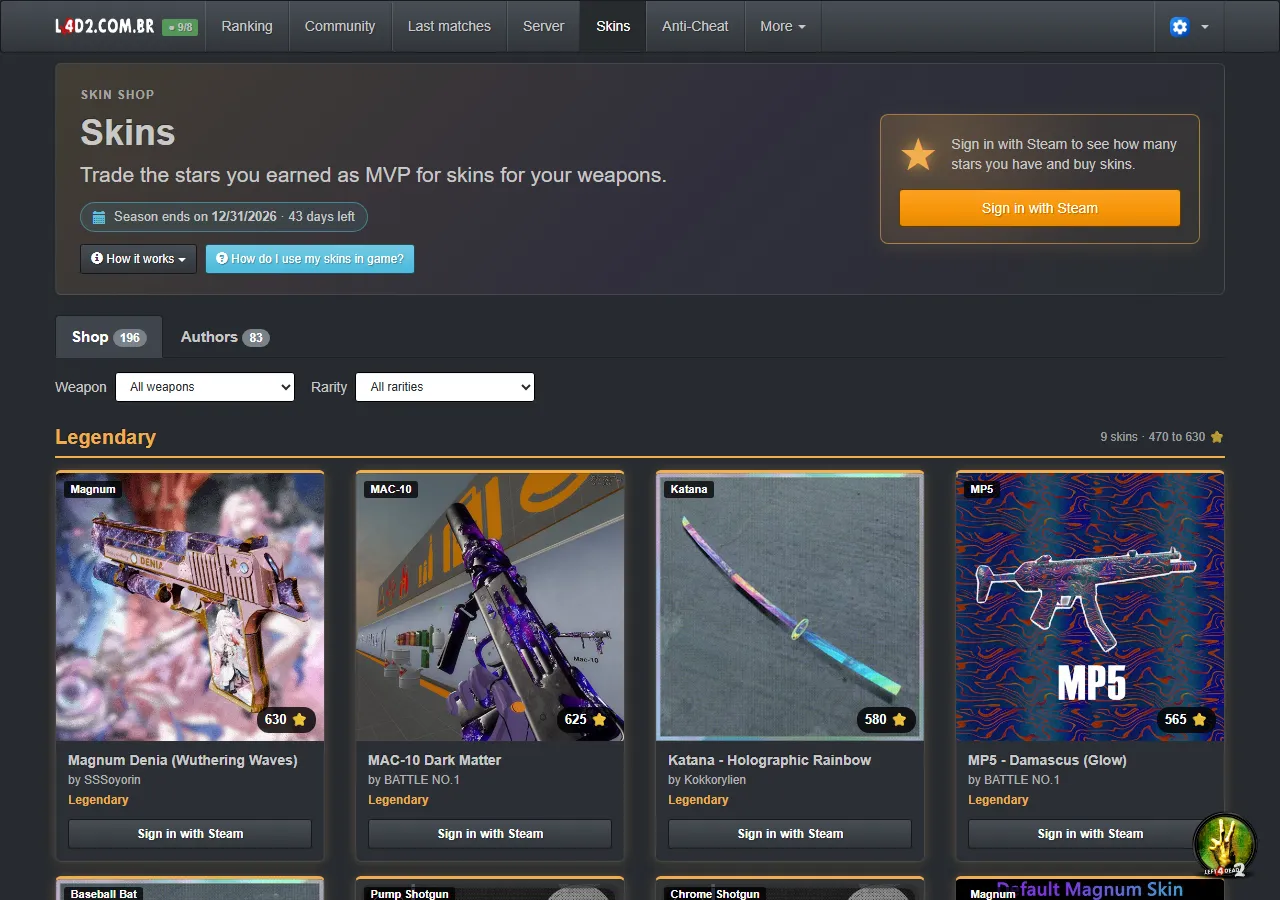 L4D2.COM.BR 9/8 Ranking Community Last matches Server Skins Anti-Cheat More
SKIN SHOP
Skins
Trade the stars you earned as MVP for skins for your weapons.
Season ends on 12/31/2026 · 43 days left
How it works
How do I use my skins in game?
Sign in with Steam to see how many
stars you have and buy skins.
Sign in with Steam
Shop 196 Authors 83
Weapon All weapons Rarity All rarities
Legendary
9 skins · 470 to 630
Magnum
DENIA
630
Magnum Denia (Wuthering Waves)
by SSSoyorin
Legendary
Sign in with Steam
MAC-10
Mac-10
625
MAC-10 Dark Matter
by BATTLE NO.1
Legendary
Sign in with Steam
Katana
580
Katana - Holographic Rainbow
by Kokkorylien
Legendary
Sign in with Steam
MP5
MP5
565
MP5 - Damascus (Glow)
by BATTLE NO.1
Legendary
Sign in with Steam
LEFT 4 DEAD 2
Baseball Bat
Pump Shotgun
Chrome Shotgun
Magnum
Default Magnum Skin